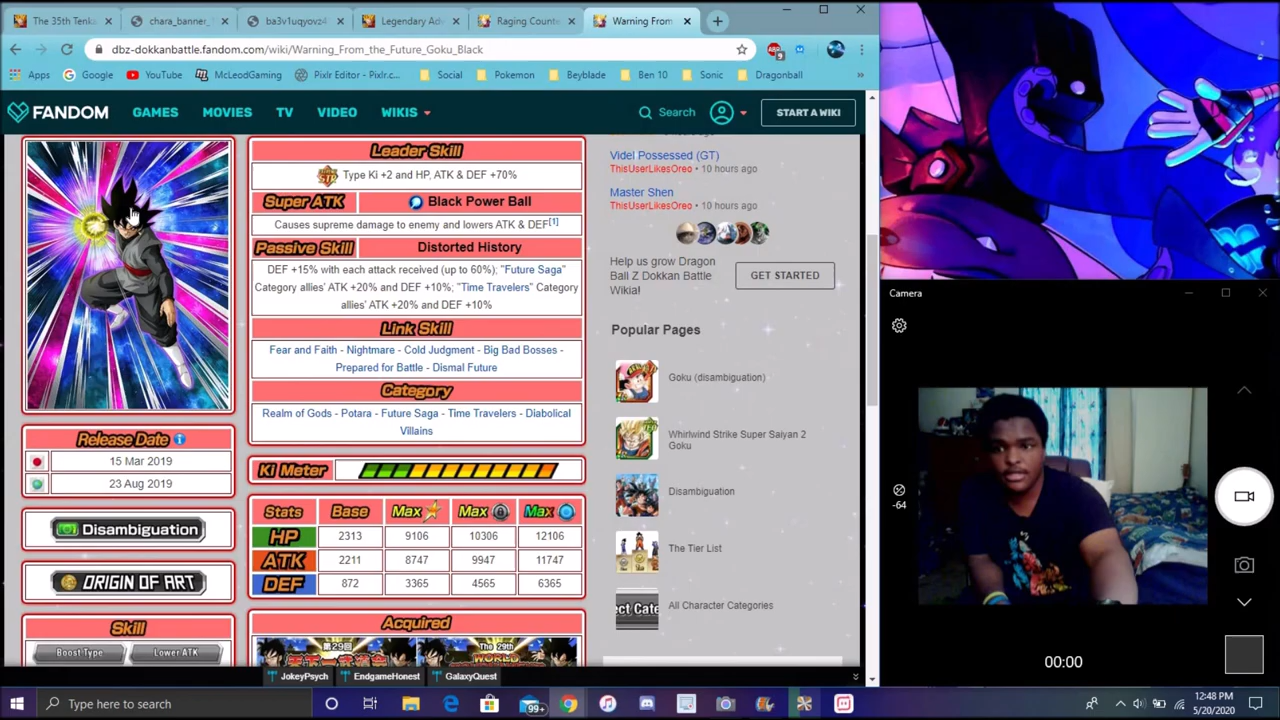 The 35th Tenka
chara_banner_
ba3v1uqyovz4
Legendary Adv
Raging Counte
Warning From
dbz-dokkanbattle.fandom.com/wiki/Warning_From_the_Future_Goku_Black
Apps
Google
YouTube
McLeodGaming
Pixlr Editor - Pixlr.c...
Social
Pokemon
Beyblade
Ben 10
Sonic
Dragonball
FANDOM
GAMES
MOVIES
TV
VIDEO
WIKIS
Search
START A WIKI
Leader Skill
Type Ki +2 and HP, ATK & DEF +70%
Super ATK
Black Power Ball
Causes supreme damage to enemy and lowers ATK & DEF[1]
Passive Skill
Distorted History
DEF +15% with each attack received (up to 60%); "Future Saga"
Category allies' ATK +20% and DEF +10%; "Time Travelers" Category
allies' ATK +20% and DEF +10%
Link Skill
Fear and Faith - Nightmare - Cold Judgment - Big Bad Bosses -
Prepared for Battle - Dismal Future
Category
Realm of Gods - Potara - Future Saga - Time Travelers - Diabolical
Villains
Ki Meter
Release Date
15 Mar 2019
23 Aug 2019
Disambiguation
ORIGIN OF ART
Skill
Boost Type
Lower ATK
Stats
Base
Max
Max
Max
HP
2313
9106
10306
12106
ATK
2211
8747
9947
11747
DEF
872
3365
4565
6365
Acquired
第29回
The 29th
Videl Possessed (GT)
ThisUserLikesOreo • 10 hours ago
Master Shen
ThisUserLikesOreo • 10 hours ago
Help us grow Dragon
Ball Z Dokkan Battle
Wikia!
GET STARTED
Popular Pages
Goku (disambiguation)
Whirlwind Strike Super Saiyan 2
Goku
Disambiguation
The Tier List
All Character Categories
JokeyPsych
EndgameHonest
GalaxyQuest
Camera
-64
00:00
Type here to search
99+
12:48 PM
5/20/2020